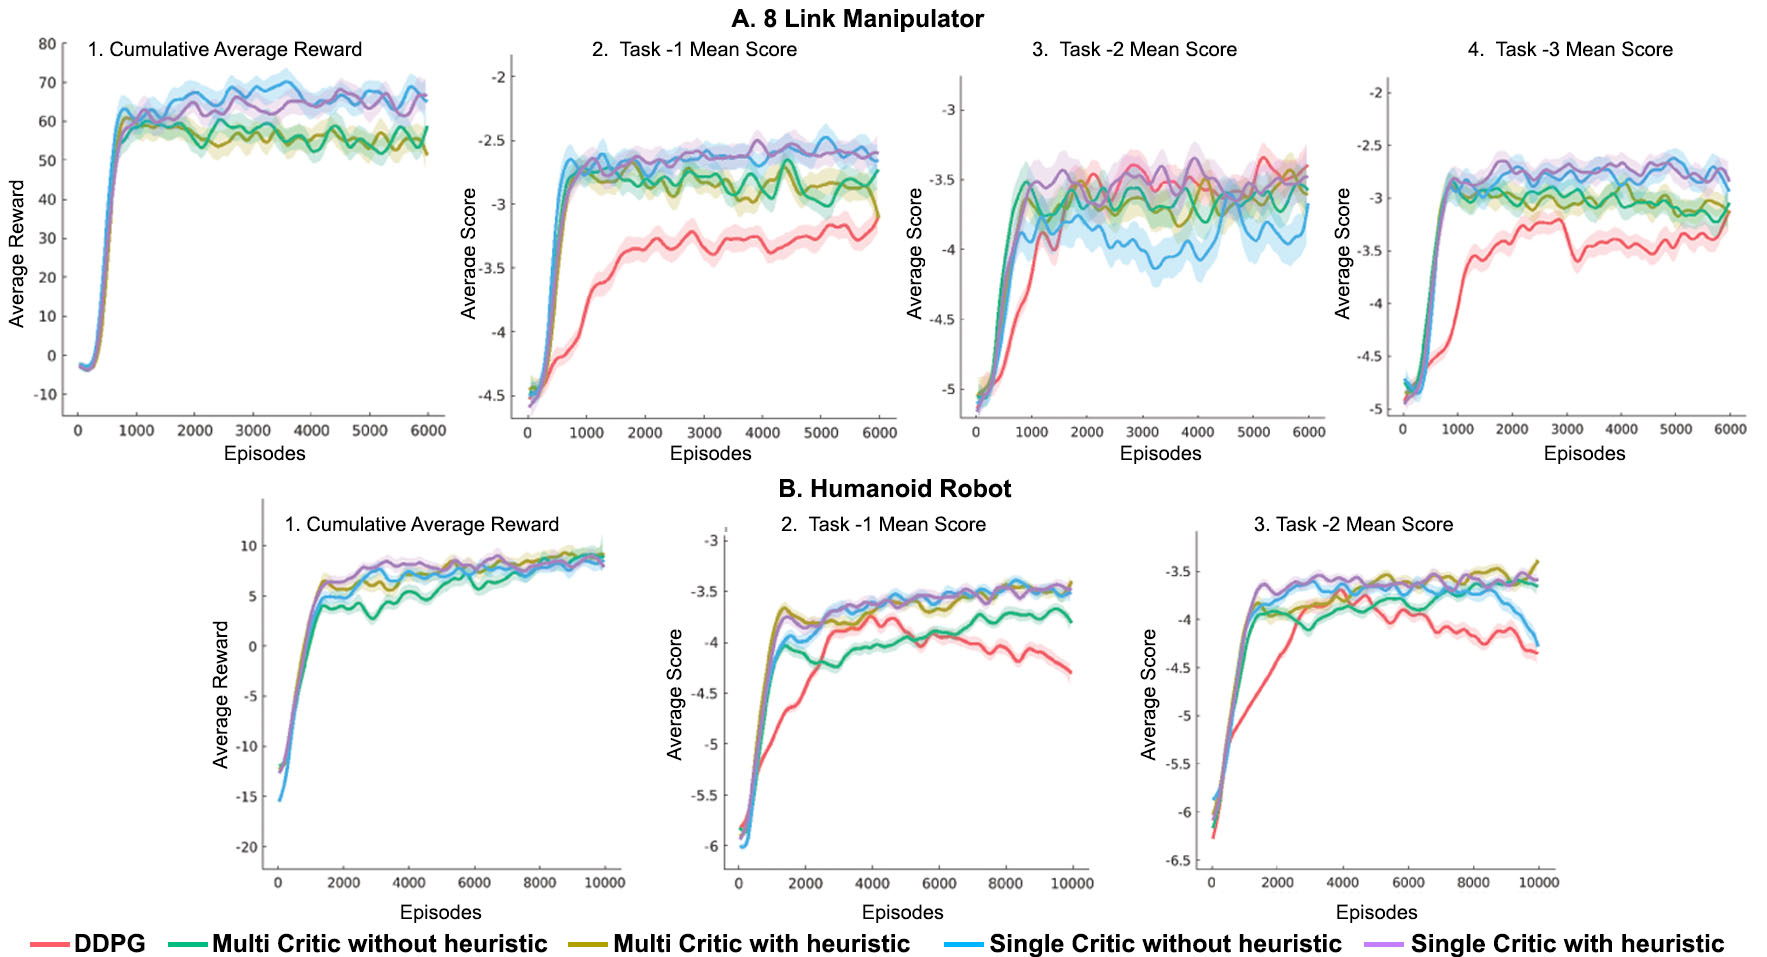 A. 8 Link Manipulator
1. Cumulative Average Reward
80
70
60
50
40
30
20
10
0
-10
Average Reward
0 1000 2000 3000 4000 5000 6000
Episodes
2. Task -1 Mean Score
-2
-2.5
-3
-3.5
-4
-4.5
Average Score
0 1000 2000 3000 4000 5000 6000
Episodes
3. Task -2 Mean Score
-3
-3.5
-4
-4.5
-5
Average Score
0 1000 2000 3000 4000 5000 6000
Episodes
4. Task -3 Mean Score
-2
-2.5
-3
-3.5
-4
-4.5
-5
Average Score
0 1000 2000 3000 4000 5000 6000
Episodes
B. Humanoid Robot
1. Cumulative Average Reward
10
5
0
-5
-10
-15
-20
Average Reward
0 2000 4000 6000 8000 10000
Episodes
2. Task -1 Mean Score
-3
-3.5
-4
-4.5
-5
-5.5
-6
Average Score
0 2000 4000 6000 8000 10000
Episodes
3. Task -2 Mean Score
-3.5
-4
-4.5
-5
-5.5
-6
-6.5
Average Score
0 2000 4000 6000 8000 10000
Episodes
DDPG Multi Critic without heuristic Multi Critic with heuristic Single Critic without heuristic Single Critic with heuristic